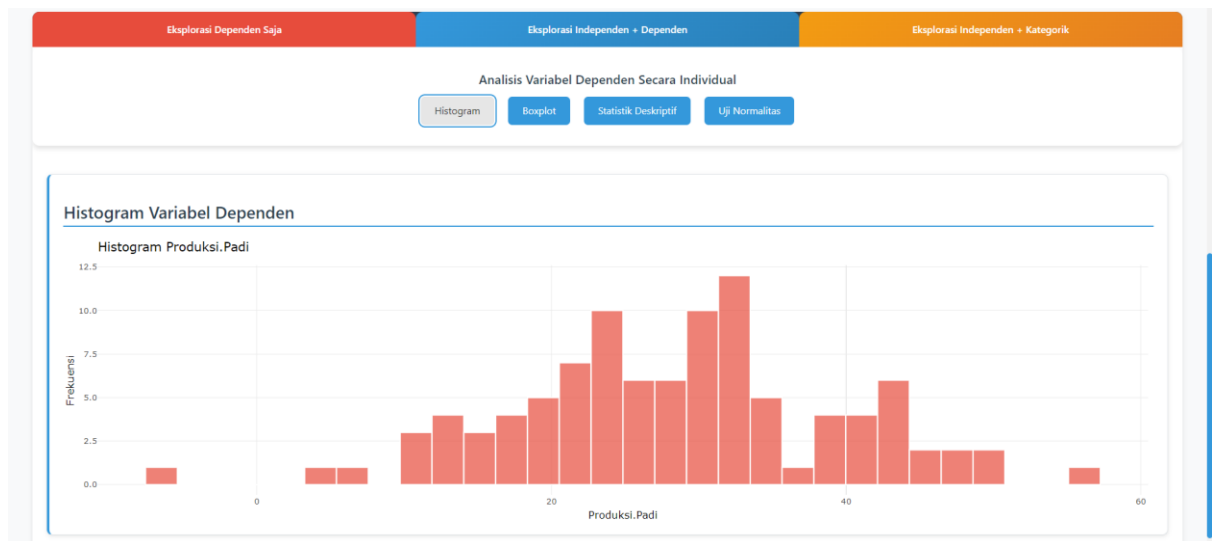 Eksplorasi Dependen Saja
Eksplorasi Independen + Dependen
Eksplorasi Independen + Kategorik
Analisis Variabel Dependen Secara Individual
Histogram
Boxplot
Statistik Deskriptif
Uji Normalitas
Histogram Variabel Dependen
Histogram Produksi.Padi
12.5
10.0
7.5
5.0
2.5
0.0
Frekuensi
0
20
40
60
Produksi.Padi